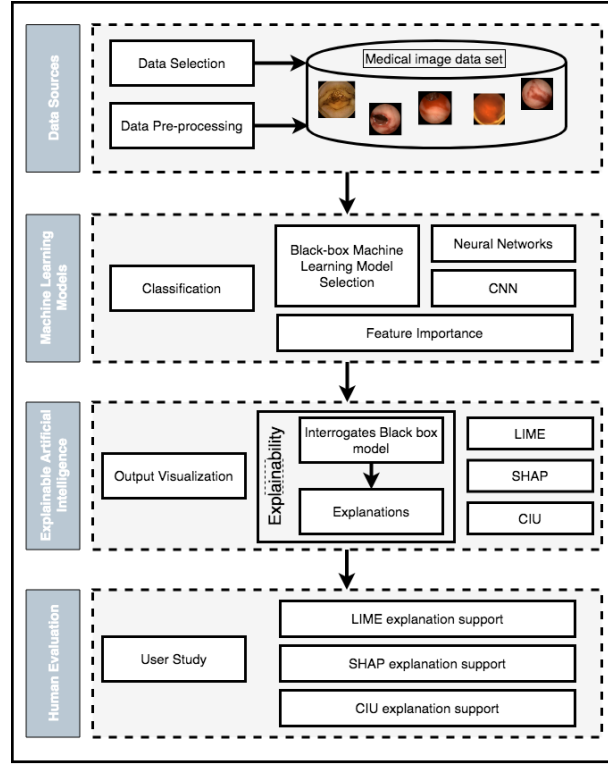 Data Sources
Data Selection
Data Pre-processing
Medical image data set
Machine Learning
Models
Classification
Black-box Machine
Learning Model
Selection
Neural Networks
CNN
Feature Importance
Explainable Artificial
Intelligence
Output Visualization
Explainability
Interrogates Black box
model
Explanations
LIME
SHAP
CIU
Human Evaluation
User Study
LIME explanation support
SHAP explanation support
CIU explanation support